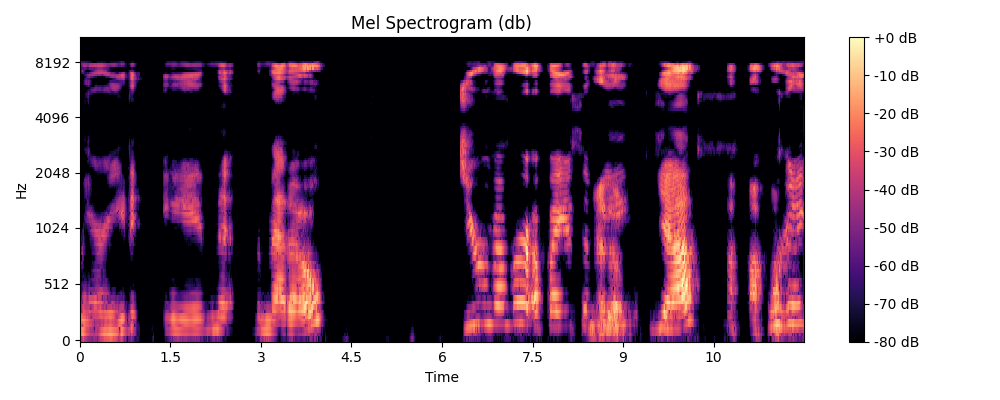 Mel Spectrogram (db)
+0 dB
8192
-10 dB
4096
-20 dB
-30 dB
2048
Hz
-40 dB
1024
-50 dB
-60 dB
512
-70 dB
0
-80 dB
0 1.5 3 4.5 6 7.5 9 10
Time